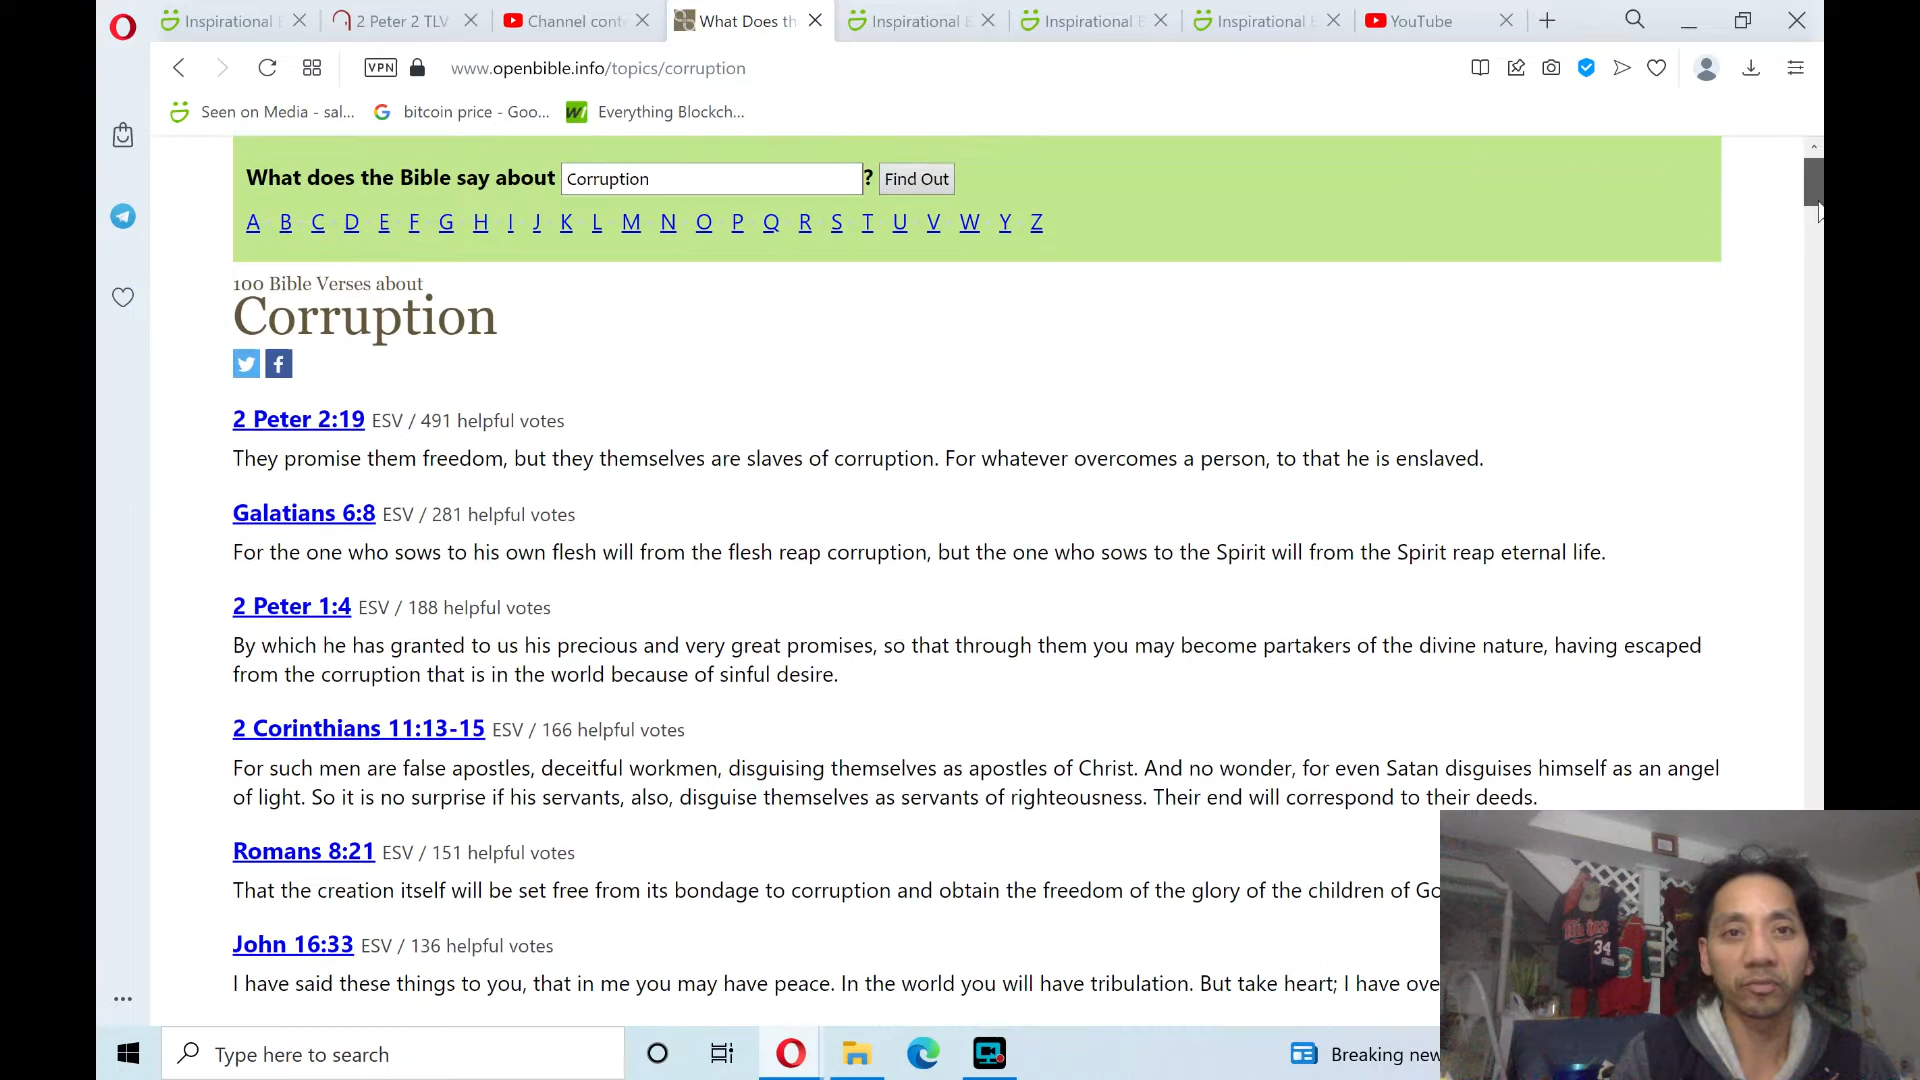 Inspirational B
2 Peter 2 TLV
Channel cont
What Does th
Inspirational B
Inspirational B
Inspirational B
YouTube
VPN
www.openbible.info/topics/corruption
Seen on Media - sal...
bitcoin price - Goo...
Everything Blockch...
What does the Bible say about Corruption ? Find Out
A B C D E F G H I J K L M N O P Q R S T U V W Y Z
100 Bible Verses about
Corruption
2 Peter 2:19 ESV / 491 helpful votes
They promise them freedom, but they themselves are slaves of corruption. For whatever overcomes a person, to that he is enslaved.
Galatians 6:8 ESV / 281 helpful votes
For the one who sows to his own flesh will from the flesh reap corruption, but the one who sows to the Spirit will from the Spirit reap eternal life.
2 Peter 1:4 ESV / 188 helpful votes
By which he has granted to us his precious and very great promises, so that through them you may become partakers of the divine nature, having escaped
from the corruption that is in the world because of sinful desire.
2 Corinthians 11:13-15 ESV / 166 helpful votes
For such men are false apostles, deceitful workmen, disguising themselves as apostles of Christ. And no wonder, for even Satan disguises himself as an angel
of light. So it is no surprise if his servants, also, disguise themselves as servants of righteousness. Their end will correspond to their deeds.
Romans 8:21 ESV / 151 helpful votes
That the creation itself will be set free from its bondage to corruption and obtain the freedom of the glory of the children of Go
John 16:33 ESV / 136 helpful votes
I have said these things to you, that in me you may have peace. In the world you will have tribulation. But take heart; I have ove
Twins
34
Type here to search
Breaking new